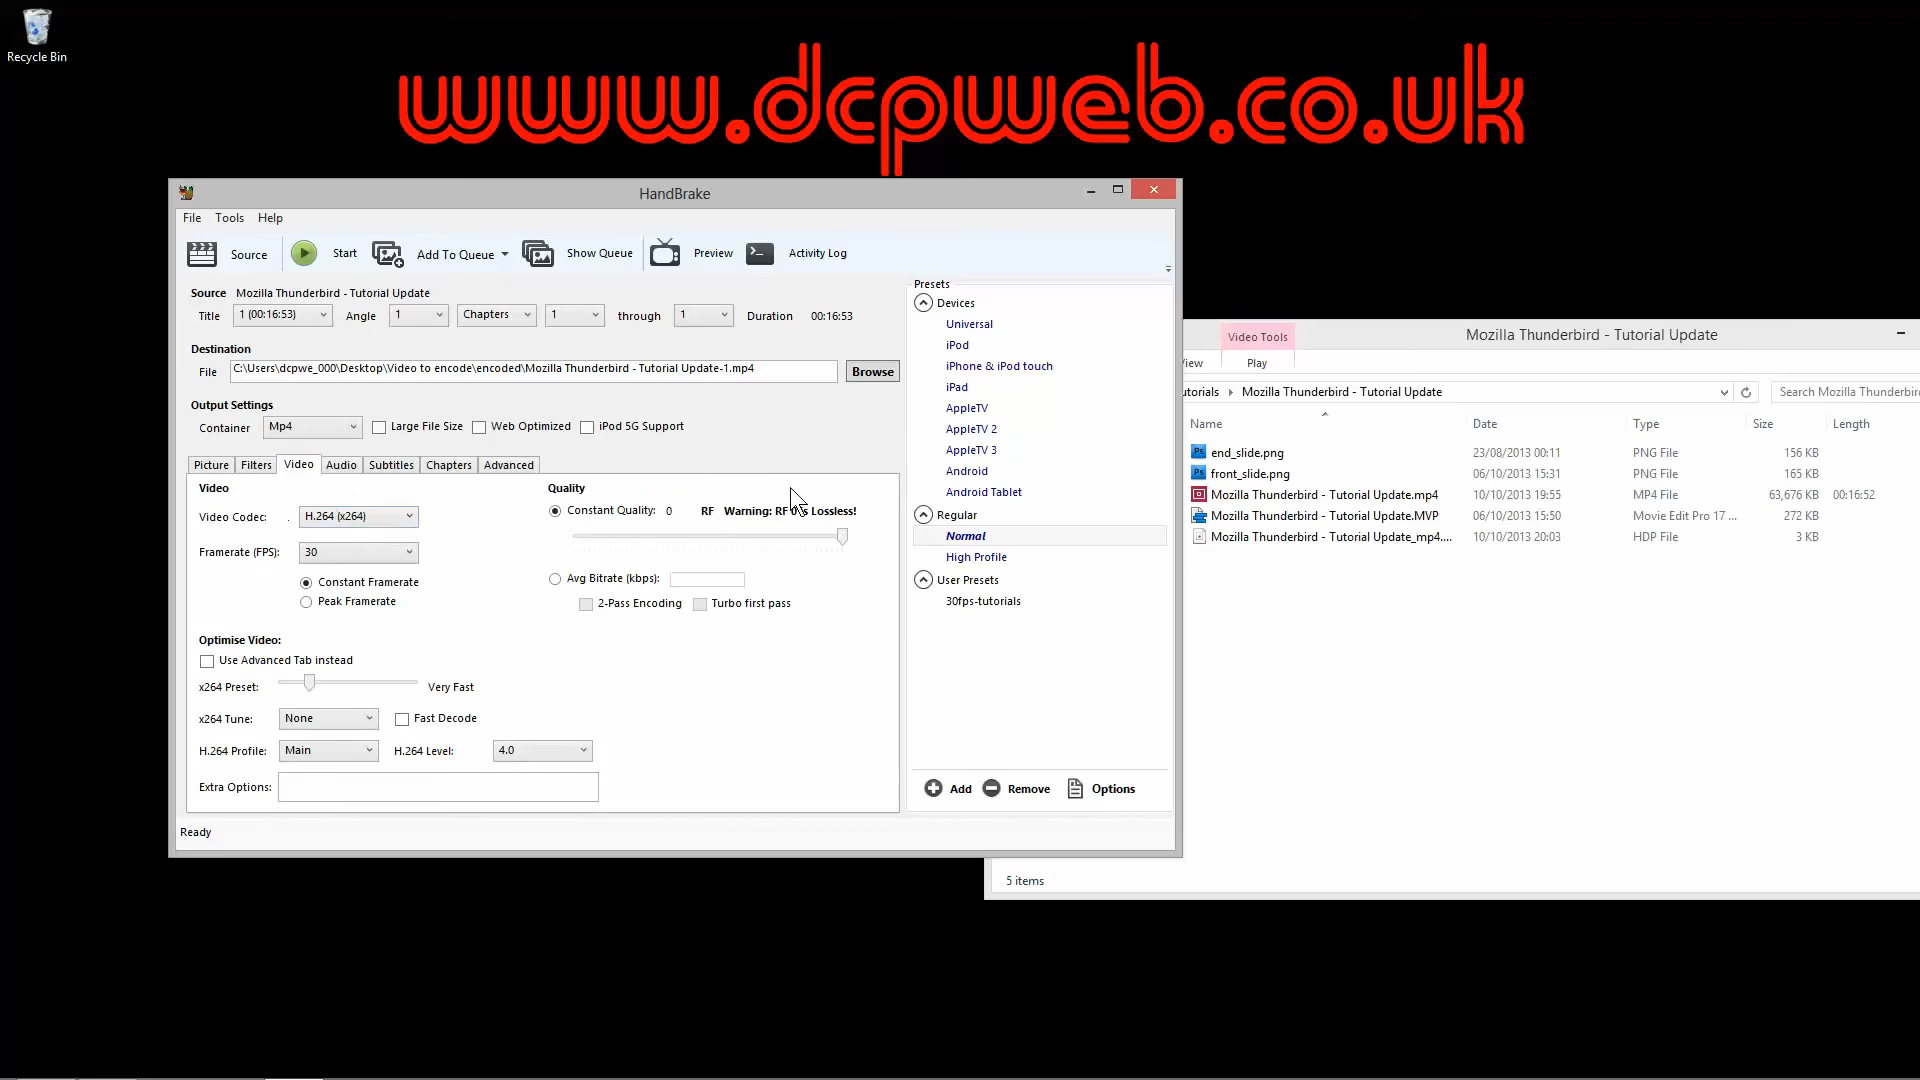 Recycle Bin
www.dcpweb.co.uk
HandBrake
File Tools Help
Source Start Add To Queue Show Queue Preview Activity Log
Source Mozilla Thunderbird - Tutorial Update
Title 1 (00:16:53) Angle 1 Chapters 1 through 1 Duration 00:16:53
Destination
File C:\Users\dcpwe_000\Desktop\Video to encode\encoded\Mozilla Thunderbird - Tutorial Update-1.mp4 Browse
Output Settings
Container Mp4 Large File Size Web Optimized iPod 5G Support
Picture Filters Video Audio Subtitles Chapters Advanced
Video
Video Codec: H.264 (x264)
Framerate (FPS): 30
Constant Framerate
Peak Framerate
Quality
Constant Quality: 0 RF Warning: RF Lossless!
Avg Bitrate (kbps):
2-Pass Encoding Turbo first pass
Optimise Video:
Use Advanced Tab instead
x264 Preset: Very Fast
x264 Tune: None Fast Decode
H.264 Profile: Main H.264 Level: 4.0
Extra Options:
Ready
Presets
Devices
Universal
iPod
iPhone & iPod touch
iPad
AppleTV
AppleTV 2
AppleTV 3
Android
Android Tablet
Regular
Normal
High Profile
User Presets
30fps-tutorials
Add Remove Options
Video Tools Mozilla Thunderbird - Tutorial Update
View Play
utorials Mozilla Thunderbird - Tutorial Update Search Mozilla Thunderbird
Name Date Type Size Length
end_slide.png 23/08/2013 00:11 PNG File 156 KB
front_slide.png 06/10/2013 15:31 PNG File 165 KB
Mozilla Thunderbird - Tutorial Update.mp4 10/10/2013 19:55 MP4 File 63,676 KB 00:16:52
Mozilla Thunderbird - Tutorial Update.MVP 06/10/2013 15:50 Movie Edit Pro 17 ... 272 KB
Mozilla Thunderbird - Tutorial Update_mp4.... 10/10/2013 20:03 HDP File 3 KB
5 items